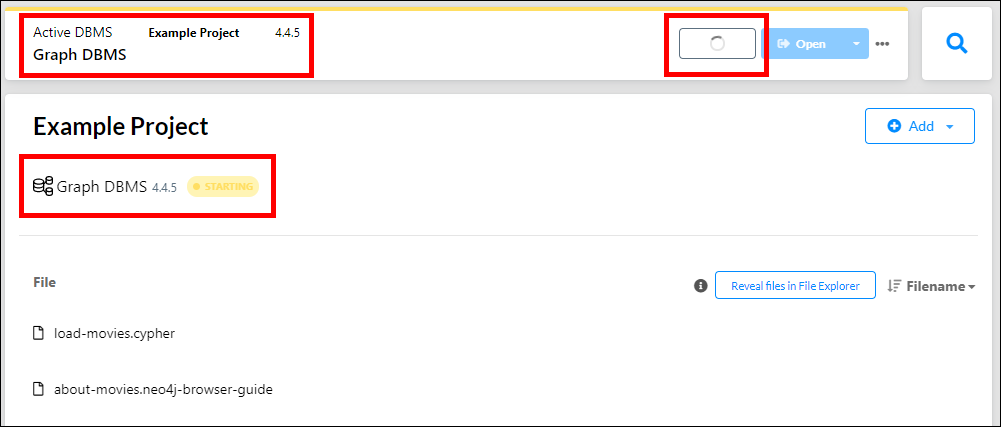 Active DBMS Example Project 4.4.5
Graph DBMS
Open
Example Project
Add
Graph DBMS 4.4.5 STARTING
File
Reveal files in File Explorer
Filename
load-movies.cypher
about-movies.neo4j-browser-guide